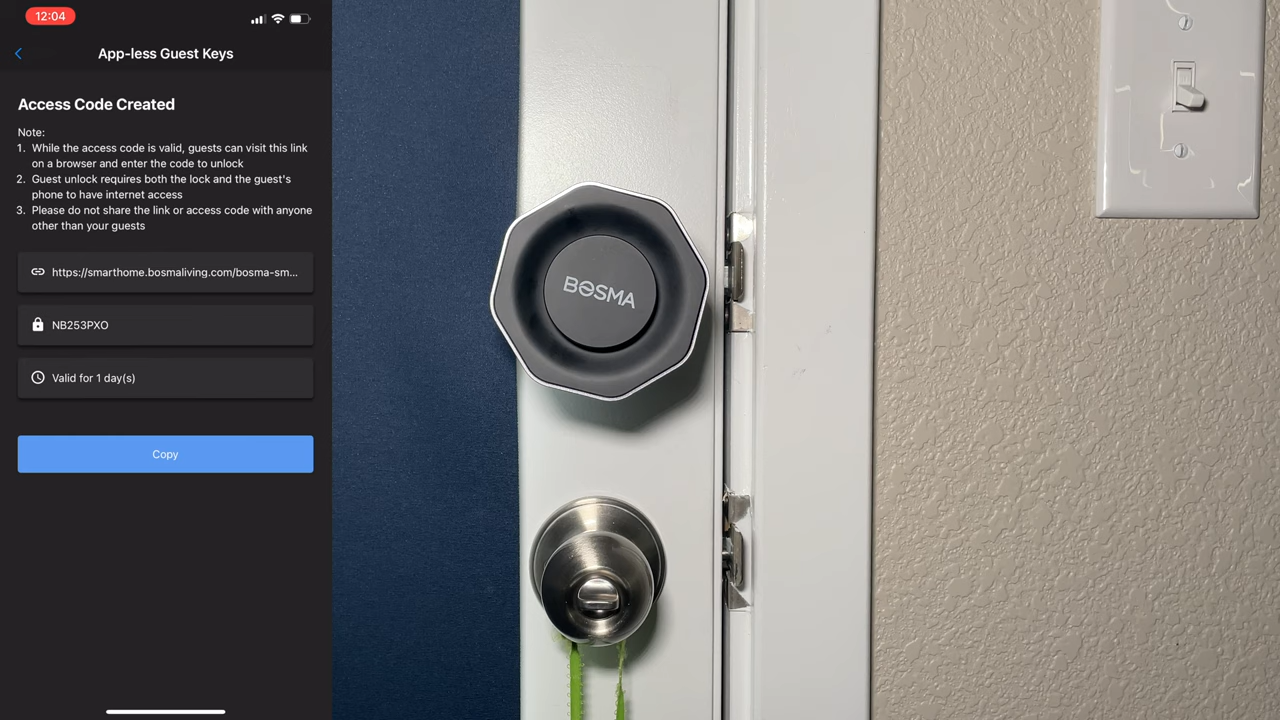 12:04
App-less Guest Keys
Access Code Created
Note:
1. While the access code is valid, guests can visit this link
on a browser and enter the code to unlock
2. Guest unlock requires both the lock and the guest's
phone to have internet access
3. Please do not share the link or access code with anyone
other than your guests
https://smarthome.bosmaliving.com/bosma-sm...
NB253PXO
Valid for 1 day(s)
Copy
BOSMA